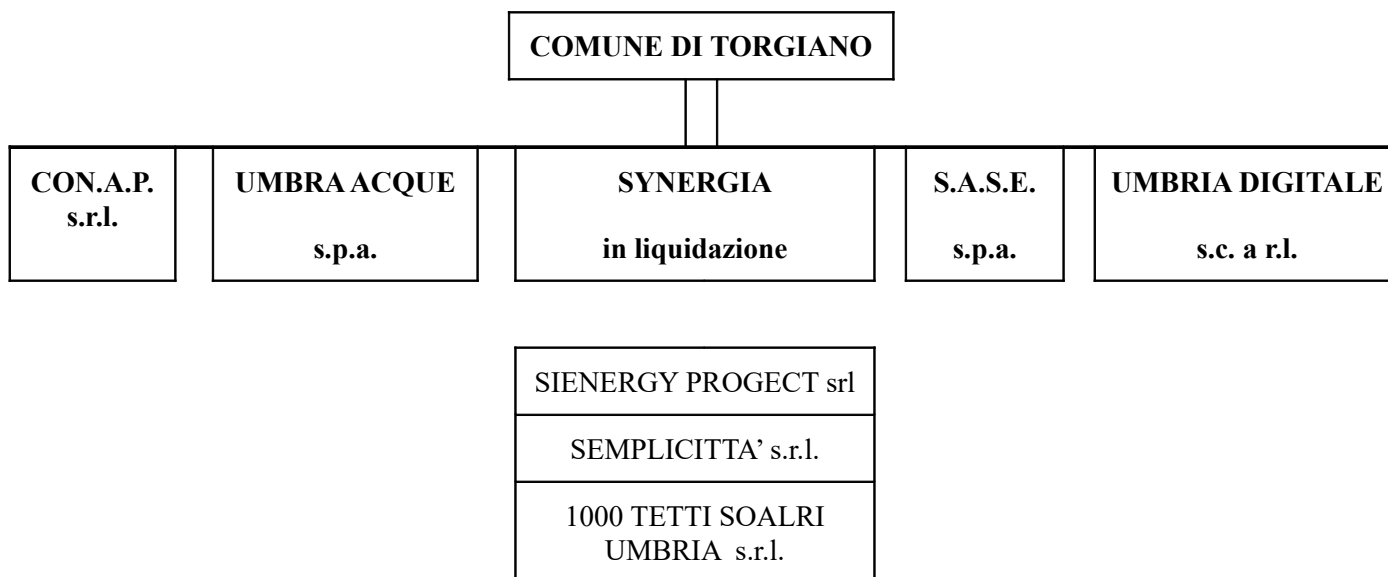 COMUNE DI TORGIANO
CON.A.P.
s.r.l.
UMBRA ACQUE
s.p.a.
SYNERGIA
in liquidazione
S.A.S.E.
s.p.a.
UMBRIA DIGITALE
s.c. a r.l.
SIENERGY PROGECT srl
SEMPLICITTA’ s.r.l.
1000 TETTI SOALRI
UMBRIA s.r.l.